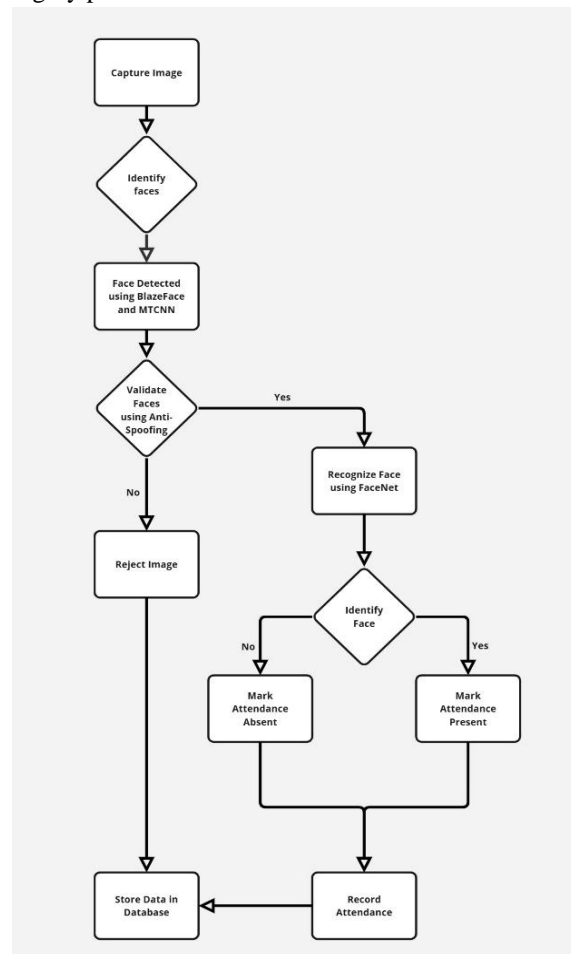 Capture Image
Identify
faces
Face Detected
using BlazeFace
and MTCNN
Validate
Faces
using Anti-
Spoofing
Yes
No
Recognize Face
using FaceNet
Reject Image
Identify
Face
No
Yes
Mark
Attendance
Absent
Mark
Attendance
Present
Store Data in
Database
Record
Attendance